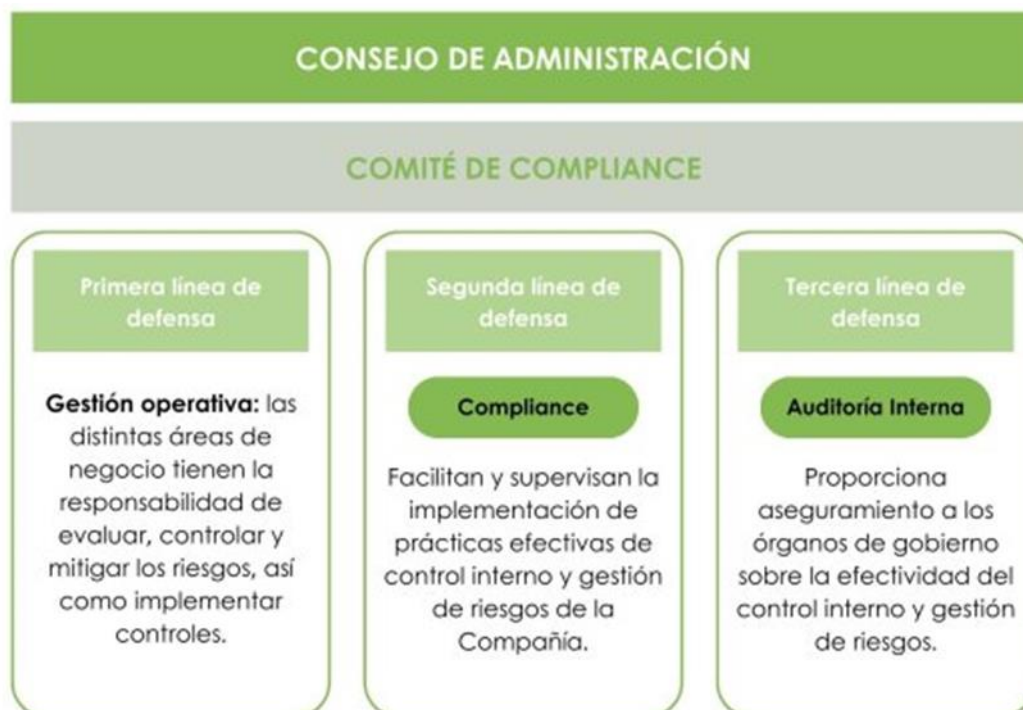 CONSEJO DE ADMINISTRACIÓN
COMITÉ DE COMPLIANCE
Primera línea de
defensa
Gestión operativa: las
distintas áreas de
negocio tienen la
responsabilidad de
evaluar, controlar y
mitigar los riesgos, así
como implementar
controles.
Segunda línea de
defensa
Compliance
Facilitan y supervisan la
implementación de
prácticas efectivas de
control interno y gestión
de riesgos de la
Compañía.
Tercera línea de
defensa
Auditoría Interna
Proporciona
aseguramiento a los
órganos de gobierno
sobre la efectividad del
control interno y gestión
de riesgos.